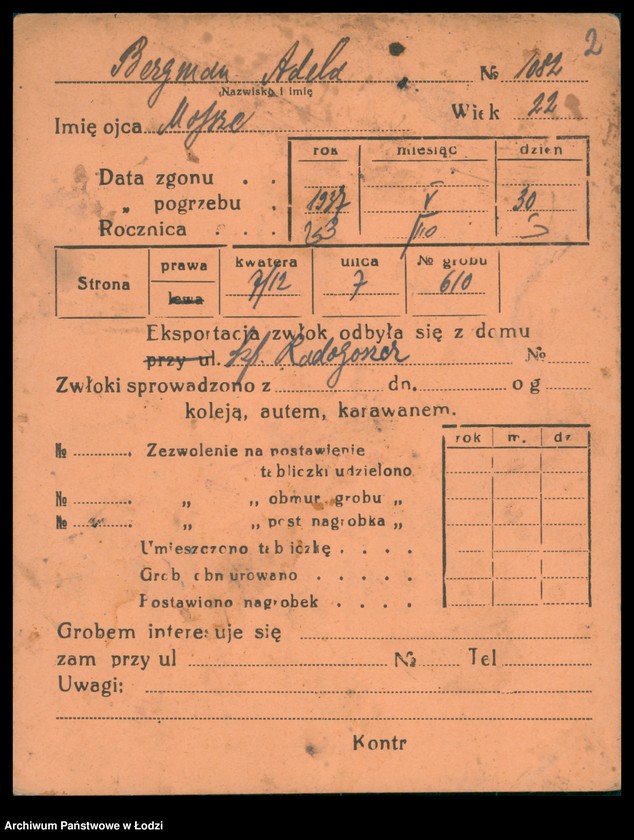 2
Bergman Adela № 1082
Nazwisko i imię
Imię ojca Mojsze Wiek 22
rok miesiąc dzień
Data zgonu . .
„ pogrzebu . 1937 V 30
Rocznica . . .
Strona prawa lewa kwatera 7/12 ulica 7 № grobu 610
Eksportacja zwłok odbyła się z domu
przy ul. szp. Radogoszcz №
Zwłoki sprowadzono z dn. o g
koleją, autem, karawanem.
rok m. dz.
№ . Zezwolenie na postawienie
tabliczki udzielono
№ . „ „ obmur. grobu „
№ . „ „ post nagrobka „
Umieszczono tabliczkę . . . .
Grob obmurowano . . . . .
Postawiono nagrobek . . . .
Grobem interesuje się
zam przy ul № Tel
Uwagi:
Kontr
Archiwum Państwowe w Łodzi